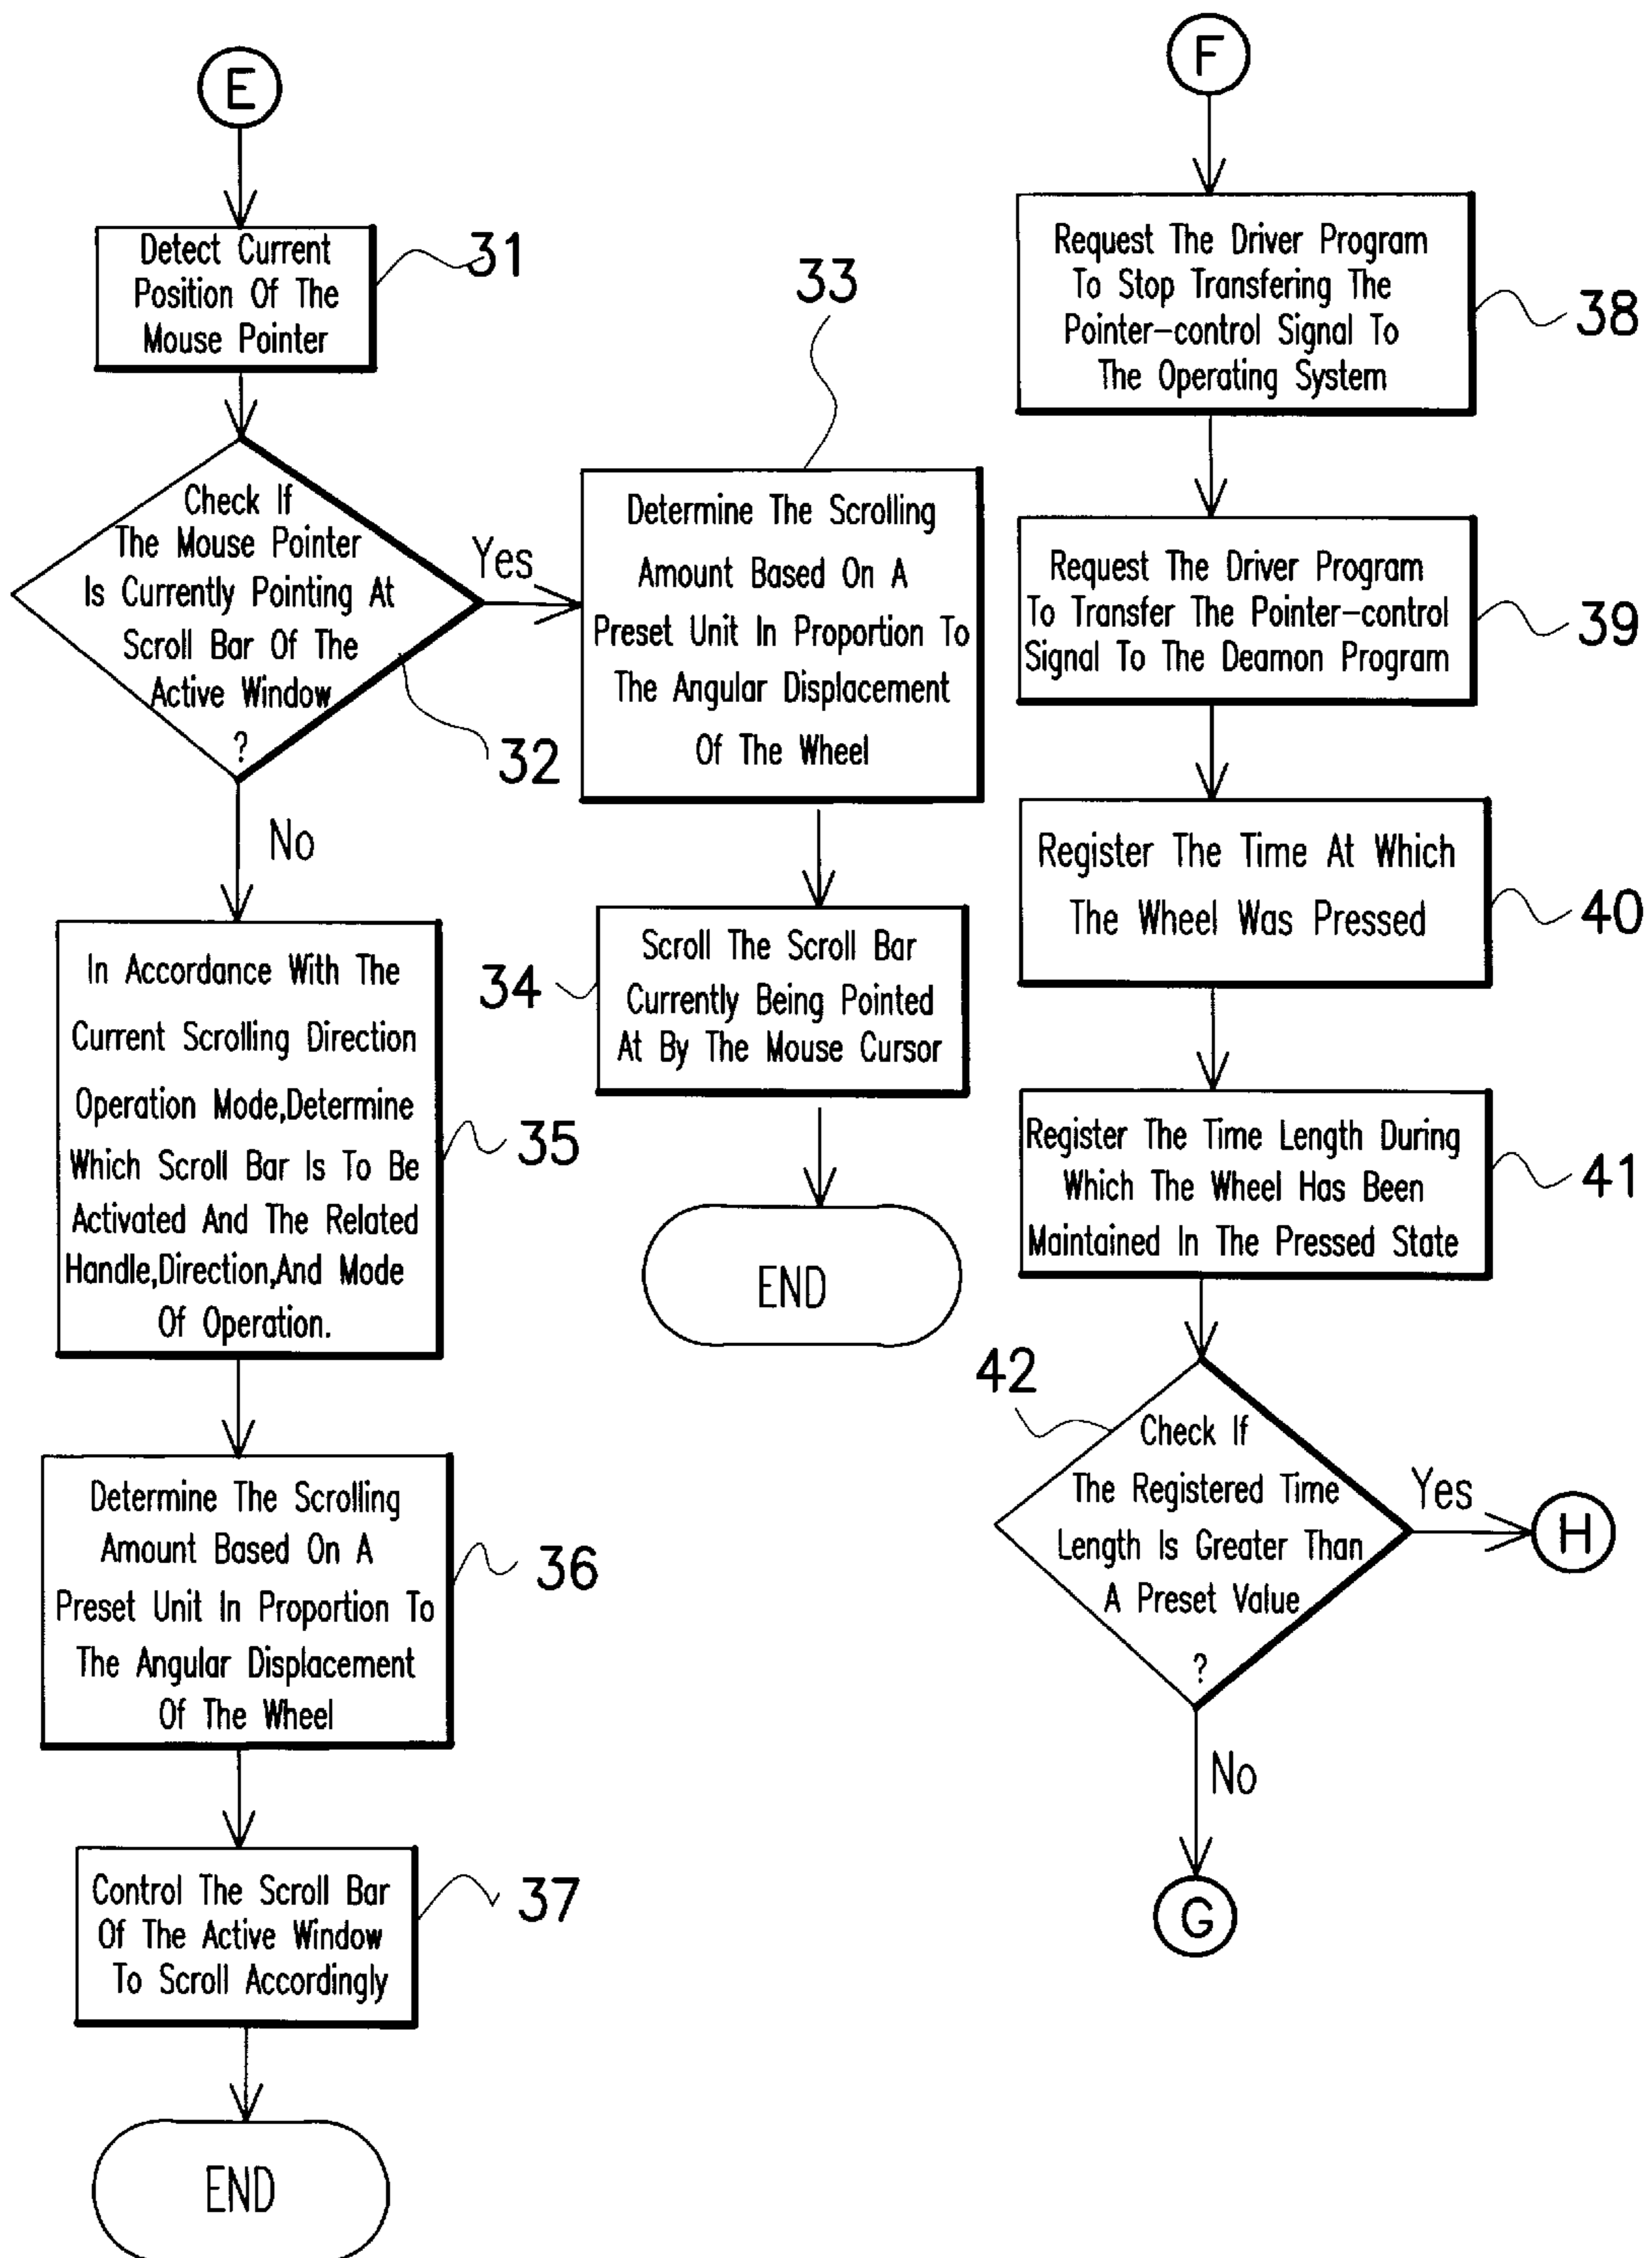 E
Detect Current
Position Of The
Mouse Pointer
31
Check If
The Mouse Pointer
Is Currently Pointing At
Scroll Bar Of The
Active Window
?
32
Yes
No
33
Determine The Scrolling
Amount Based On A
Preset Unit In Proportion To
The Angular Displacement
Of The Wheel
34
Scroll The Scroll Bar
Currently Being Pointed
At By The Mouse Cursor
END
In Accordance With The
Current Scrolling Direction
Operation Mode,Determine
Which Scroll Bar Is To Be
Activated And The Related
Handle,Direction,And Mode
Of Operation.
35
Determine The Scrolling
Amount Based On A
Preset Unit In Proportion To
The Angular Displacement
Of The Wheel
36
Control The Scroll Bar
Of The Active Window
To Scroll Accordingly
37
END
F
Request The Driver Program
To Stop Transfering The
Pointer-control Signal To
The Operating System
38
Request The Driver Program
To Transfer The Pointer-control
Signal To The Deamon Program
39
Register The Time At Which
The Wheel Was Pressed
40
Register The Time Length During
Which The Wheel Has Been
Maintained In The Pressed State
41
42
Check If
The Registered Time
Length Is Greater Than
A Preset Value
?
Yes
H
No
G